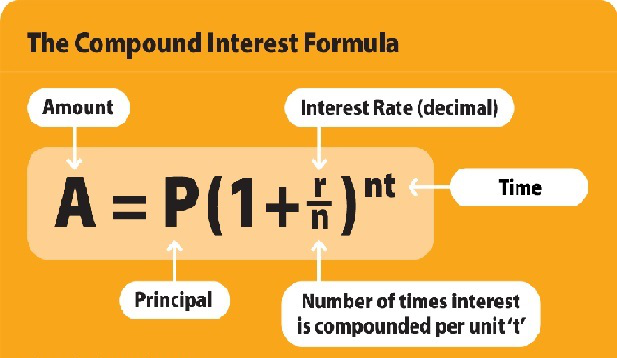 The Compound Interest Formula
Amount
Interest Rate (decimal)
A = P(1+r/n)^nt
Time
Principal
Number of times interest
is compounded per unit ‘t’